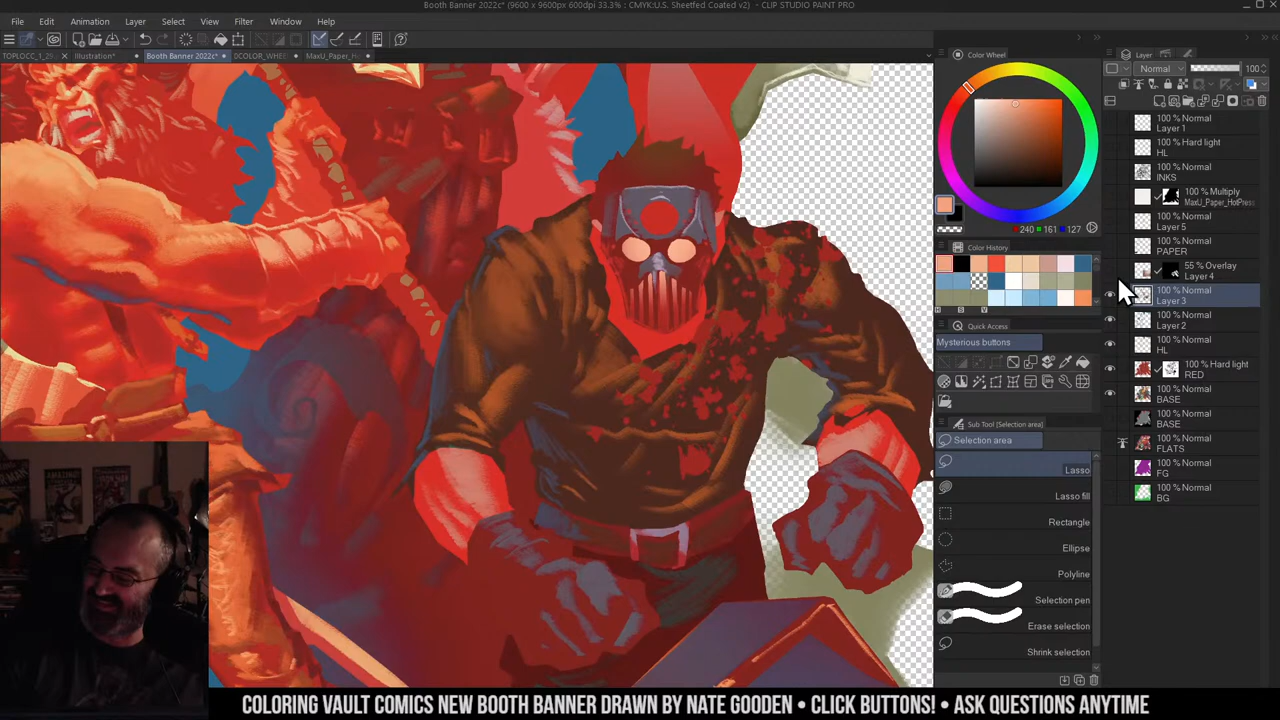 Booth Banner 2022c* (9600 x 9600px 600dpi 33.3% : CMYK:U.S. Sheetfed Coated v2) - CLIP STUDIO PAINT PRO
File Edit Animation Layer Select View Filter Window Help
TOPLOCC_1_2 Illustration* Booth Banner 2022c* 0COLOR_WHEE MaxU_Paper_Ho
Color Wheel
240 161 127
Color History
H S V
Quick Access
Mysterious buttons
Sub Tool [Selection area]
Selection area
Lasso
Lasso fill
Rectangle
Ellipse
Polyline
Selection pen
Erase selection
Shrink selection
Layer
Normal 100
100 % Normal
Layer 1
100 % Hard light
HL
100 % Normal
INKS
100 % Multiply
MaxU_Paper_HotPress
100 % Normal
Layer 5
100 % Normal
PAPER
55 % Overlay
Layer 4
100 % Normal
Layer 3
100 % Normal
Layer 2
100 % Normal
HL
100 % Hard light
RED
100 % Normal
BASE
100 % Normal
BASE
100 % Normal
FLATS
100 % Normal
FG
100 % Normal
BG
COLORING VAULT COMICS NEW BOOTH BANNER DRAWN BY NATE GOODEN • CLICK BUTTONS! • ASK QUESTIONS ANYTIME